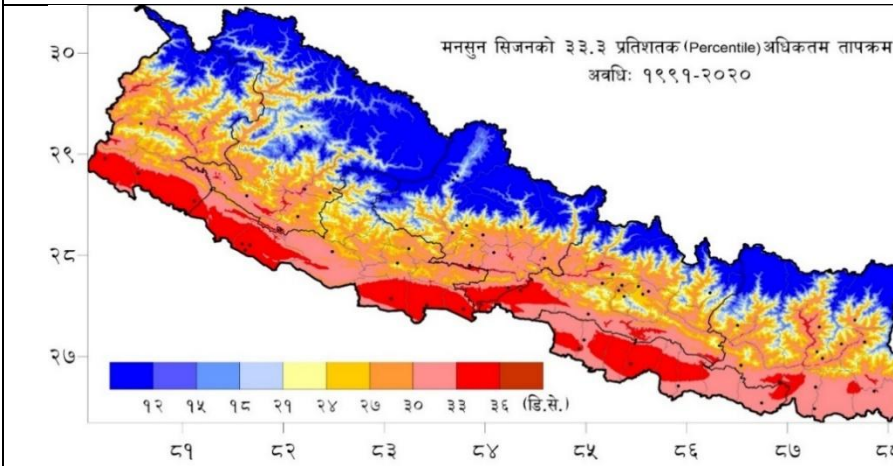 मनसुन सिजनको ३३.३ प्रतिशतक (Percentile) अधिकतम तापक्रम
अवधिः १९९१-२०२०
३०
२९
२८
२७
१२ १५ १८ २१ २४ २७ ३० ३३ ३६ (डि.से.)
८१ ८२ ८३ ८४ ८५ ८६ ८७